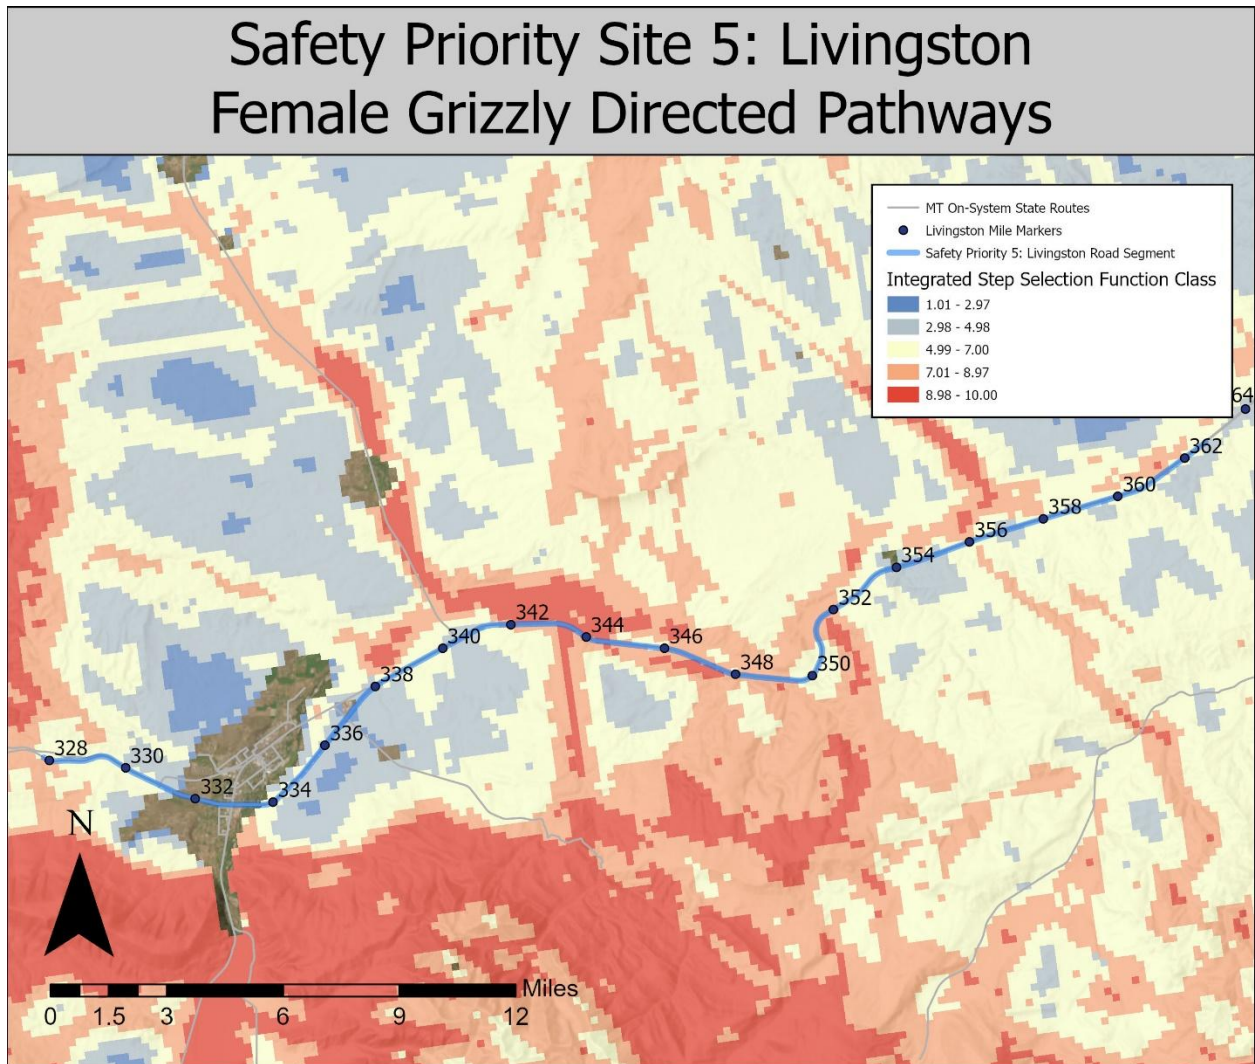 Safety Priority Site 5: Livingston
Female Grizzly Directed Pathways
MT On-System State Routes
Livingston Mile Markers
Safety Priority 5: Livingston Road Segment
Integrated Step Selection Function Class
1.01 - 2.97
2.98 - 4.98
4.99 - 7.00
7.01 - 8.97
8.98 - 10.00
64
362
360
358
356
354
352
342
344
340
346
348
350
338
336
328
330
332
334
N
Miles
0 1.5 3 6 9 12